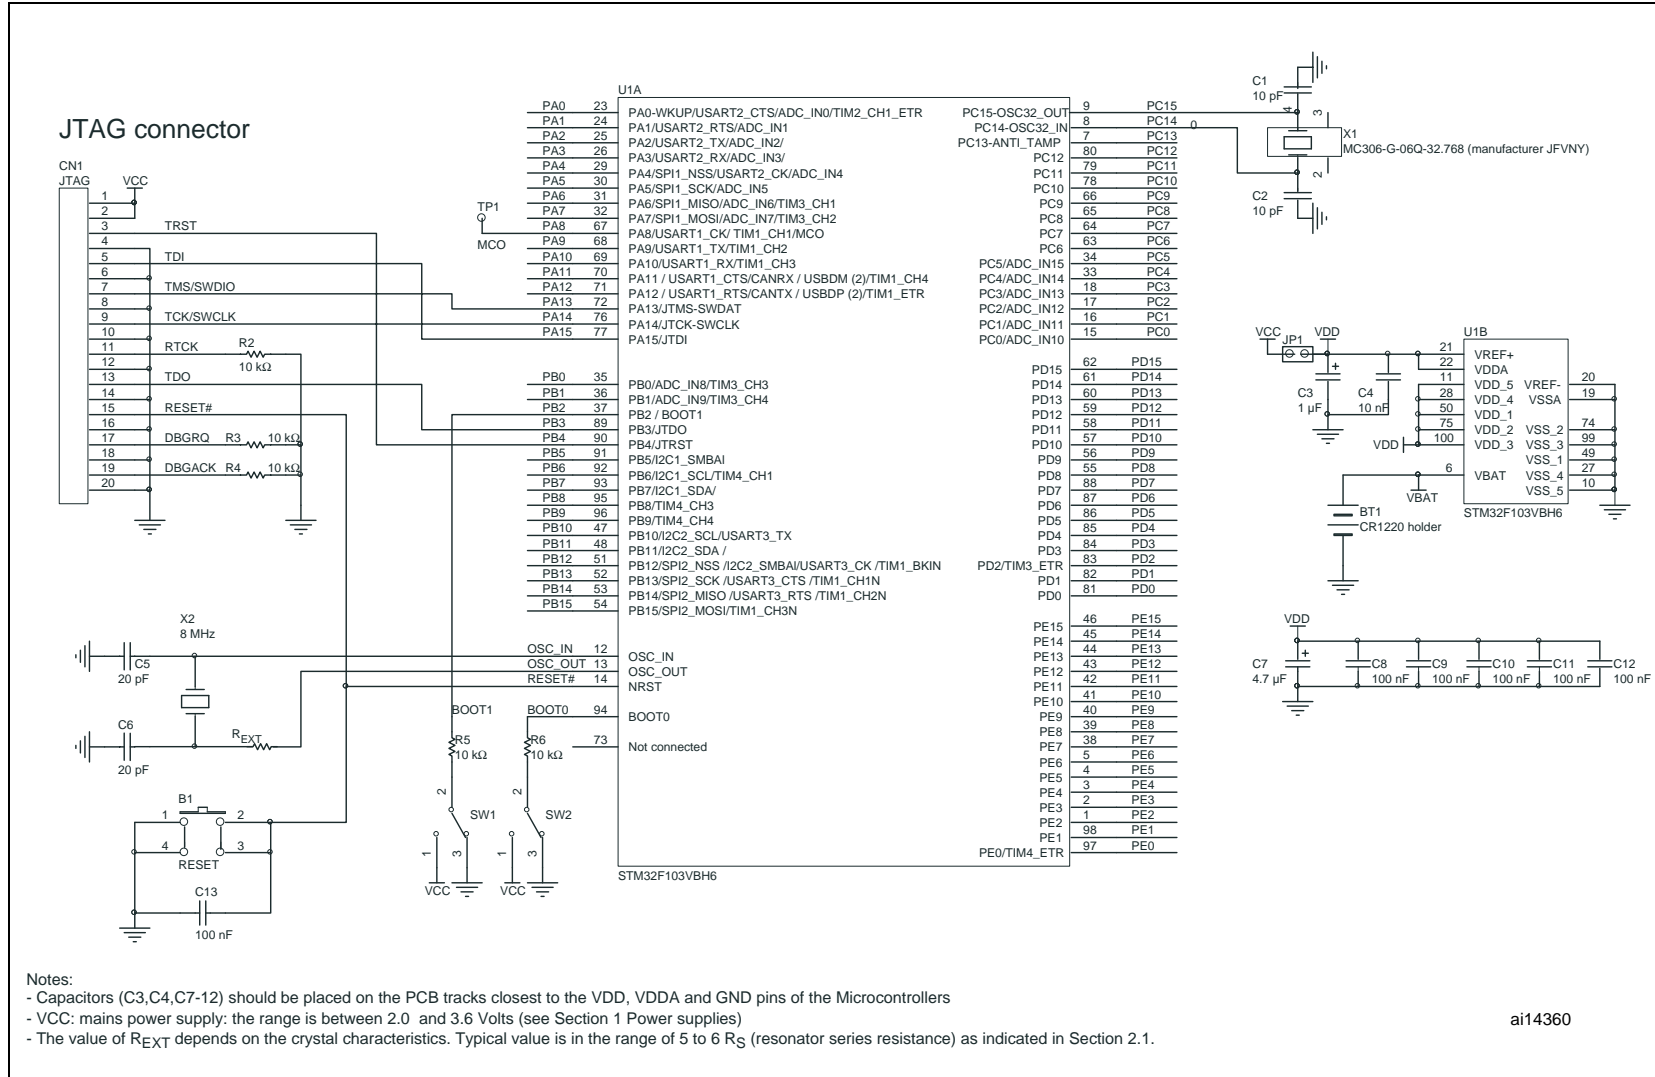 JTAG connector
CN1
JTAG
VCC
1
2
3 TRST
4
5 TDI
6
7 TMS/SWDIO
8
9 TCK/SWCLK
10
11 RTCK R2 10 kΩ
12
13 TDO
14
15 RESET#
16
17 DBGRQ R3 10 kΩ
18
19 DBGACK R4 10 kΩ
20
TP1
MCO
U1A
PA0 23 PA0-WKUP/USART2_CTS/ADC_IN0/TIM2_CH1_ETR
PA1 24 PA1/USART2_RTS/ADC_IN1
PA2 25 PA2/USART2_TX/ADC_IN2/
PA3 26 PA3/USART2_RX/ADC_IN3/
PA4 29 PA4/SPI1_NSS/USART2_CK/ADC_IN4
PA5 30 PA5/SPI1_SCK/ADC_IN5
PA6 31 PA6/SPI1_MISO/ADC_IN6/TIM3_CH1
PA7 32 PA7/SPI1_MOSI/ADC_IN7/TIM3_CH2
PA8 67 PA8/USART1_CK/ TIM1_CH1/MCO
PA9 68 PA9/USART1_TX/TIM1_CH2
PA10 69 PA10/USART1_RX/TIM1_CH3
PA11 70 PA11 / USART1_CTS/CANRX / USBDM (2)/TIM1_CH4
PA12 71 PA12 / USART1_RTS/CANTX / USBDP (2)/TIM1_ETR
PA13 72 PA13/JTMS-SWDAT
PA14 76 PA14/JTCK-SWCLK
PA15 77 PA15/JTDI
PB0 35 PB0/ADC_IN8/TIM3_CH3
PB1 36 PB1/ADC_IN9/TIM3_CH4
PB2 37 PB2 / BOOT1
PB3 89 PB3/JTDO
PB4 90 PB4/JTRST
PB5 91 PB5/I2C1_SMBAI
PB6 92 PB6/I2C1_SCL/TIM4_CH1
PB7 93 PB7/I2C1_SDA/
PB8 95 PB8/TIM4_CH3
PB9 96 PB9/TIM4_CH4
PB10 47 PB10/I2C2_SCL/USART3_TX
PB11 48 PB11/I2C2_SDA /
PB12 51 PB12/SPI2_NSS /I2C2_SMBAI/USART3_CK /TIM1_BKIN
PB13 52 PB13/SPI2_SCK /USART3_CTS /TIM1_CH1N
PB14 53 PB14/SPI2_MISO /USART3_RTS /TIM1_CH2N
PB15 54 PB15/SPI2_MOSI/TIM1_CH3N
OSC_IN 12 OSC_IN
OSC_OUT 13 OSC_OUT
RESET# 14 NRST
BOOT0 94 BOOT0
73 Not connected
PC15-OSC32_OUT 9 PC15
PC14-OSC32_IN 8 PC14 0
PC13-ANTI_TAMP 7 PC13
PC12 80 PC12
PC11 79 PC11
PC10 78 PC10
PC9 66 PC9
PC8 65 PC8
PC7 64 PC7
PC6 63 PC6
PC5/ADC_IN15 34 PC5
PC4/ADC_IN14 33 PC4
PC3/ADC_IN13 18 PC3
PC2/ADC_IN12 17 PC2
PC1/ADC_IN11 16 PC1
PC0/ADC_IN10 15 PC0
PD15 62 PD15
PD14 61 PD14
PD13 60 PD13
PD12 59 PD12
PD11 58 PD11
PD10 57 PD10
PD9 56 PD9
PD8 55 PD8
PD7 88 PD7
PD6 87 PD6
PD5 86 PD5
PD4 85 PD4
PD3 84 PD3
PD2/TIM3_ETR 83 PD2
PD1 82 PD1
PD0 81 PD0
PE15 46 PE15
PE14 45 PE14
PE13 44 PE13
PE12 43 PE12
PE11 42 PE11
PE10 41 PE10
PE9 40 PE9
PE8 39 PE8
PE7 38 PE7
PE6 5 PE6
PE5 4 PE5
PE4 3 PE4
PE3 2 PE3
PE2 1 PE2
PE1 98 PE1
PE0/TIM4_ETR 97 PE0
STM32F103VBH6
C1
10 pF
4 3
X1
MC306-G-06Q-32.768 (manufacturer JFVNY)
2
C2
10 pF
VCC JP1 VDD
C3
1 µF
+
C4
10 nF
U1B
21 VREF+
22 VDDA
11 VDD_5
28 VDD_4
50 VDD_1
75 VDD_2
VDD 100 VDD_3
6 VBAT
VBAT
VREF- 20
VSSA 19
VSS_2 74
VSS_3 99
VSS_1 49
VSS_4 27
VSS_5 10
STM32F103VBH6
BT1
CR1220 holder
VDD
C7
4.7 µF
+
C8
100 nF
C9
100 nF
C10
100 nF
C11
100 nF
C12
100 nF
X2
8 MHz
C5
20 pF
C6
20 pF
REXT
B1
1 2
4 3
RESET
C13
100 nF
BOOT1
R5
10 kΩ
2
SW1
1 3
VCC
R6
10 kΩ
2
SW2
1 3
VCC
Notes:
- Capacitors (C3,C4,C7-12) should be placed on the PCB tracks closest to the VDD, VDDA and GND pins of the Microcontrollers
- VCC: mains power supply: the range is between 2.0 and 3.6 Volts (see Section 1 Power supplies)
- The value of REXT depends on the crystal characteristics. Typical value is in the range of 5 to 6 RS (resonator series resistance) as indicated in Section 2.1.
ai14360